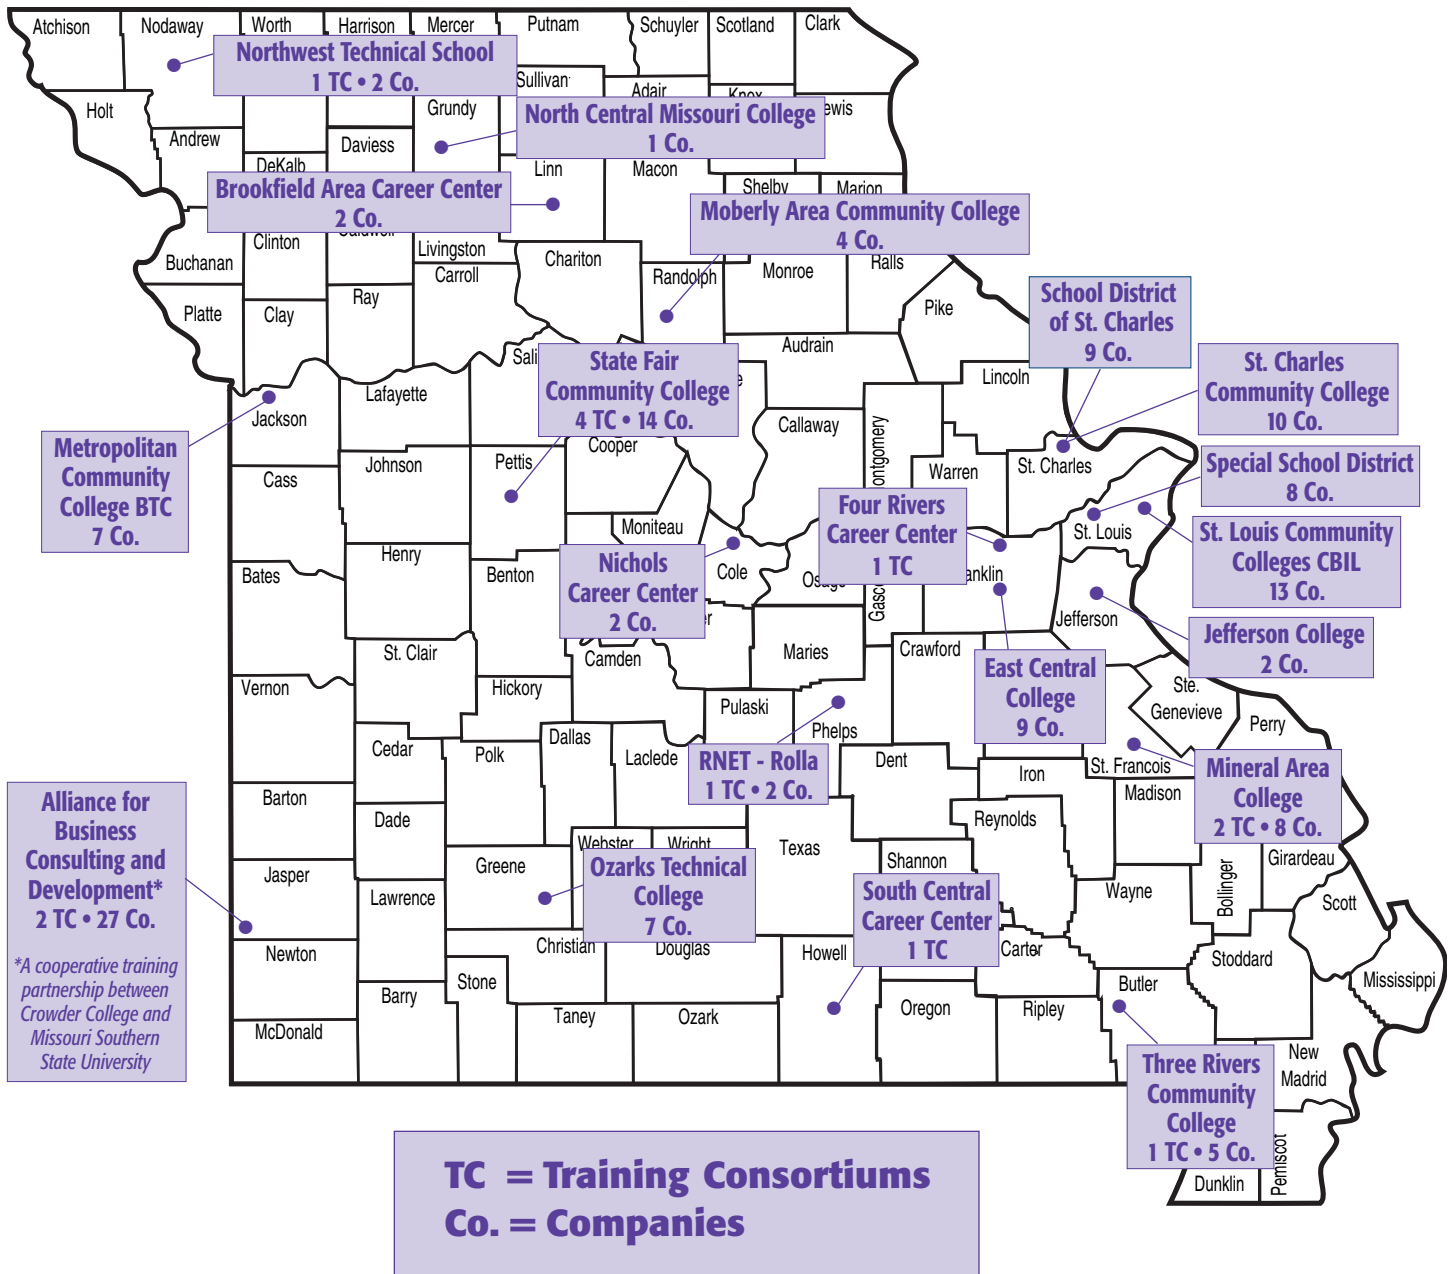 Atchison
Nodaway
Worth
Harrison
Mercer
Putnam
Schuyler
Scotland
Clark
Northwest Technical School
1 TC • 2 Co.
Sullivan
Adair
Knox
ewis
Holt
Grundy
North Central Missouri College
1 Co.
Andrew
Daviess
DeKalb
Linn
Macon
Shelby
Marion
Brookfield Area Career Center
2 Co.
Moberly Area Community College
4 Co.
Caldwell
Clinton
Livingston
Buchanan
Carroll
Chariton
Randolph
Monroe
Ralls
Platte
Clay
Ray
Pike
School District
of St. Charles
9 Co.
Audrain
Sali
State Fair
Community College
4 TC • 14 Co.
e
Lincoln
St. Charles
Community College
10 Co.
Jackson
Lafayette
Callaway
ontgomery
Metropolitan
Community
College BTC
7 Co.
Cass
Johnson
Pettis
Cooper
Warren
St. Charles
Special School District
8 Co.
Moniteau
Four Rivers
Career Center
1 TC
St. Louis
St. Louis Community
Colleges CBIL
13 Co.
Henry
Bates
Benton
Nichols
Career Center
2 Co.
Cole
Osage
Gasco
anklin
er
Jefferson
Jefferson College
2 Co.
St. Clair
Camden
Maries
Crawford
East Central
College
9 Co.
Vernon
Hickory
Pulaski
Phelps
Ste.
Genevieve
Perry
Cedar
Polk
Dallas
Laclede
RNET - Rolla
1 TC • 2 Co.
Dent
Iron
St. Francois
Mineral Area
College
2 TC • 8 Co.
Madison
Barton
Alliance for
Business
Consulting and
Development*
2 TC • 27 Co.
*A cooperative training
partnership between
Crowder College and
Missouri Southern
State University
Dade
Webster
Wright
Texas
Reynolds
Jasper
Greene
Shannon
Girardeau
Bollinger
Lawrence
Ozarks Technical
College
7 Co.
South Central
Career Center
1 TC
Wayne
Scott
Newton
Christian
Douglas
Howell
Carter
Stoddard
Barry
Stone
Butler
Mississippi
McDonald
Taney
Ozark
Oregon
Ripley
Three Rivers
Community
College
1 TC • 5 Co.
New
Madrid
Pemiscot
Dunklin
TC = Training Consortiums
Co. = Companies